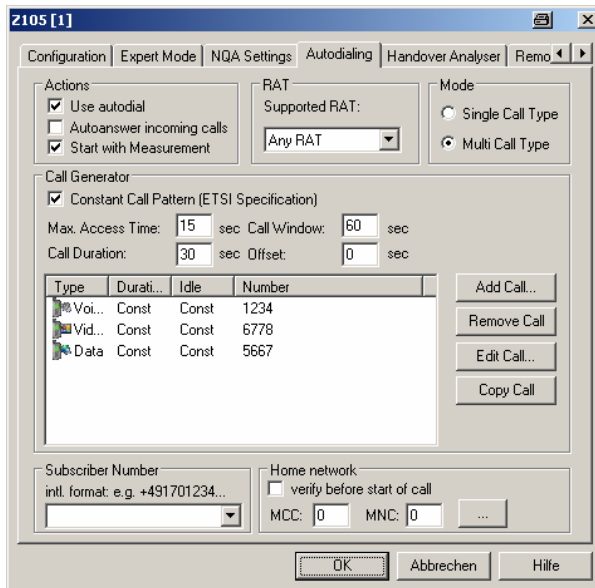 Z105 [1]
Configuration Expert Mode NQA Settings Autodialing Handover Analyser Remo
Actions
Use autodial
Autoanswer incoming calls
Start with Measurement
RAT
Supported RAT:
Any RAT
Mode
Single Call Type
Multi Call Type
Call Generator
Constant Call Pattern (ETSI Specification)
Max. Access Time: 15 sec Call Window: 60 sec
Call Duration: 30 sec Offset: 0 sec
Type Durati... Idle Number
Voi... Const Const 1234
Vid... Const Const 6778
Data Const Const 5667
Add Call...
Remove Call
Edit Call...
Copy Call
Subscriber Number
intl. format: e.g. +491701234...
Home network
verify before start of call
MCC: 0 MNC: 0 ...
OK Abbrechen Hilfe